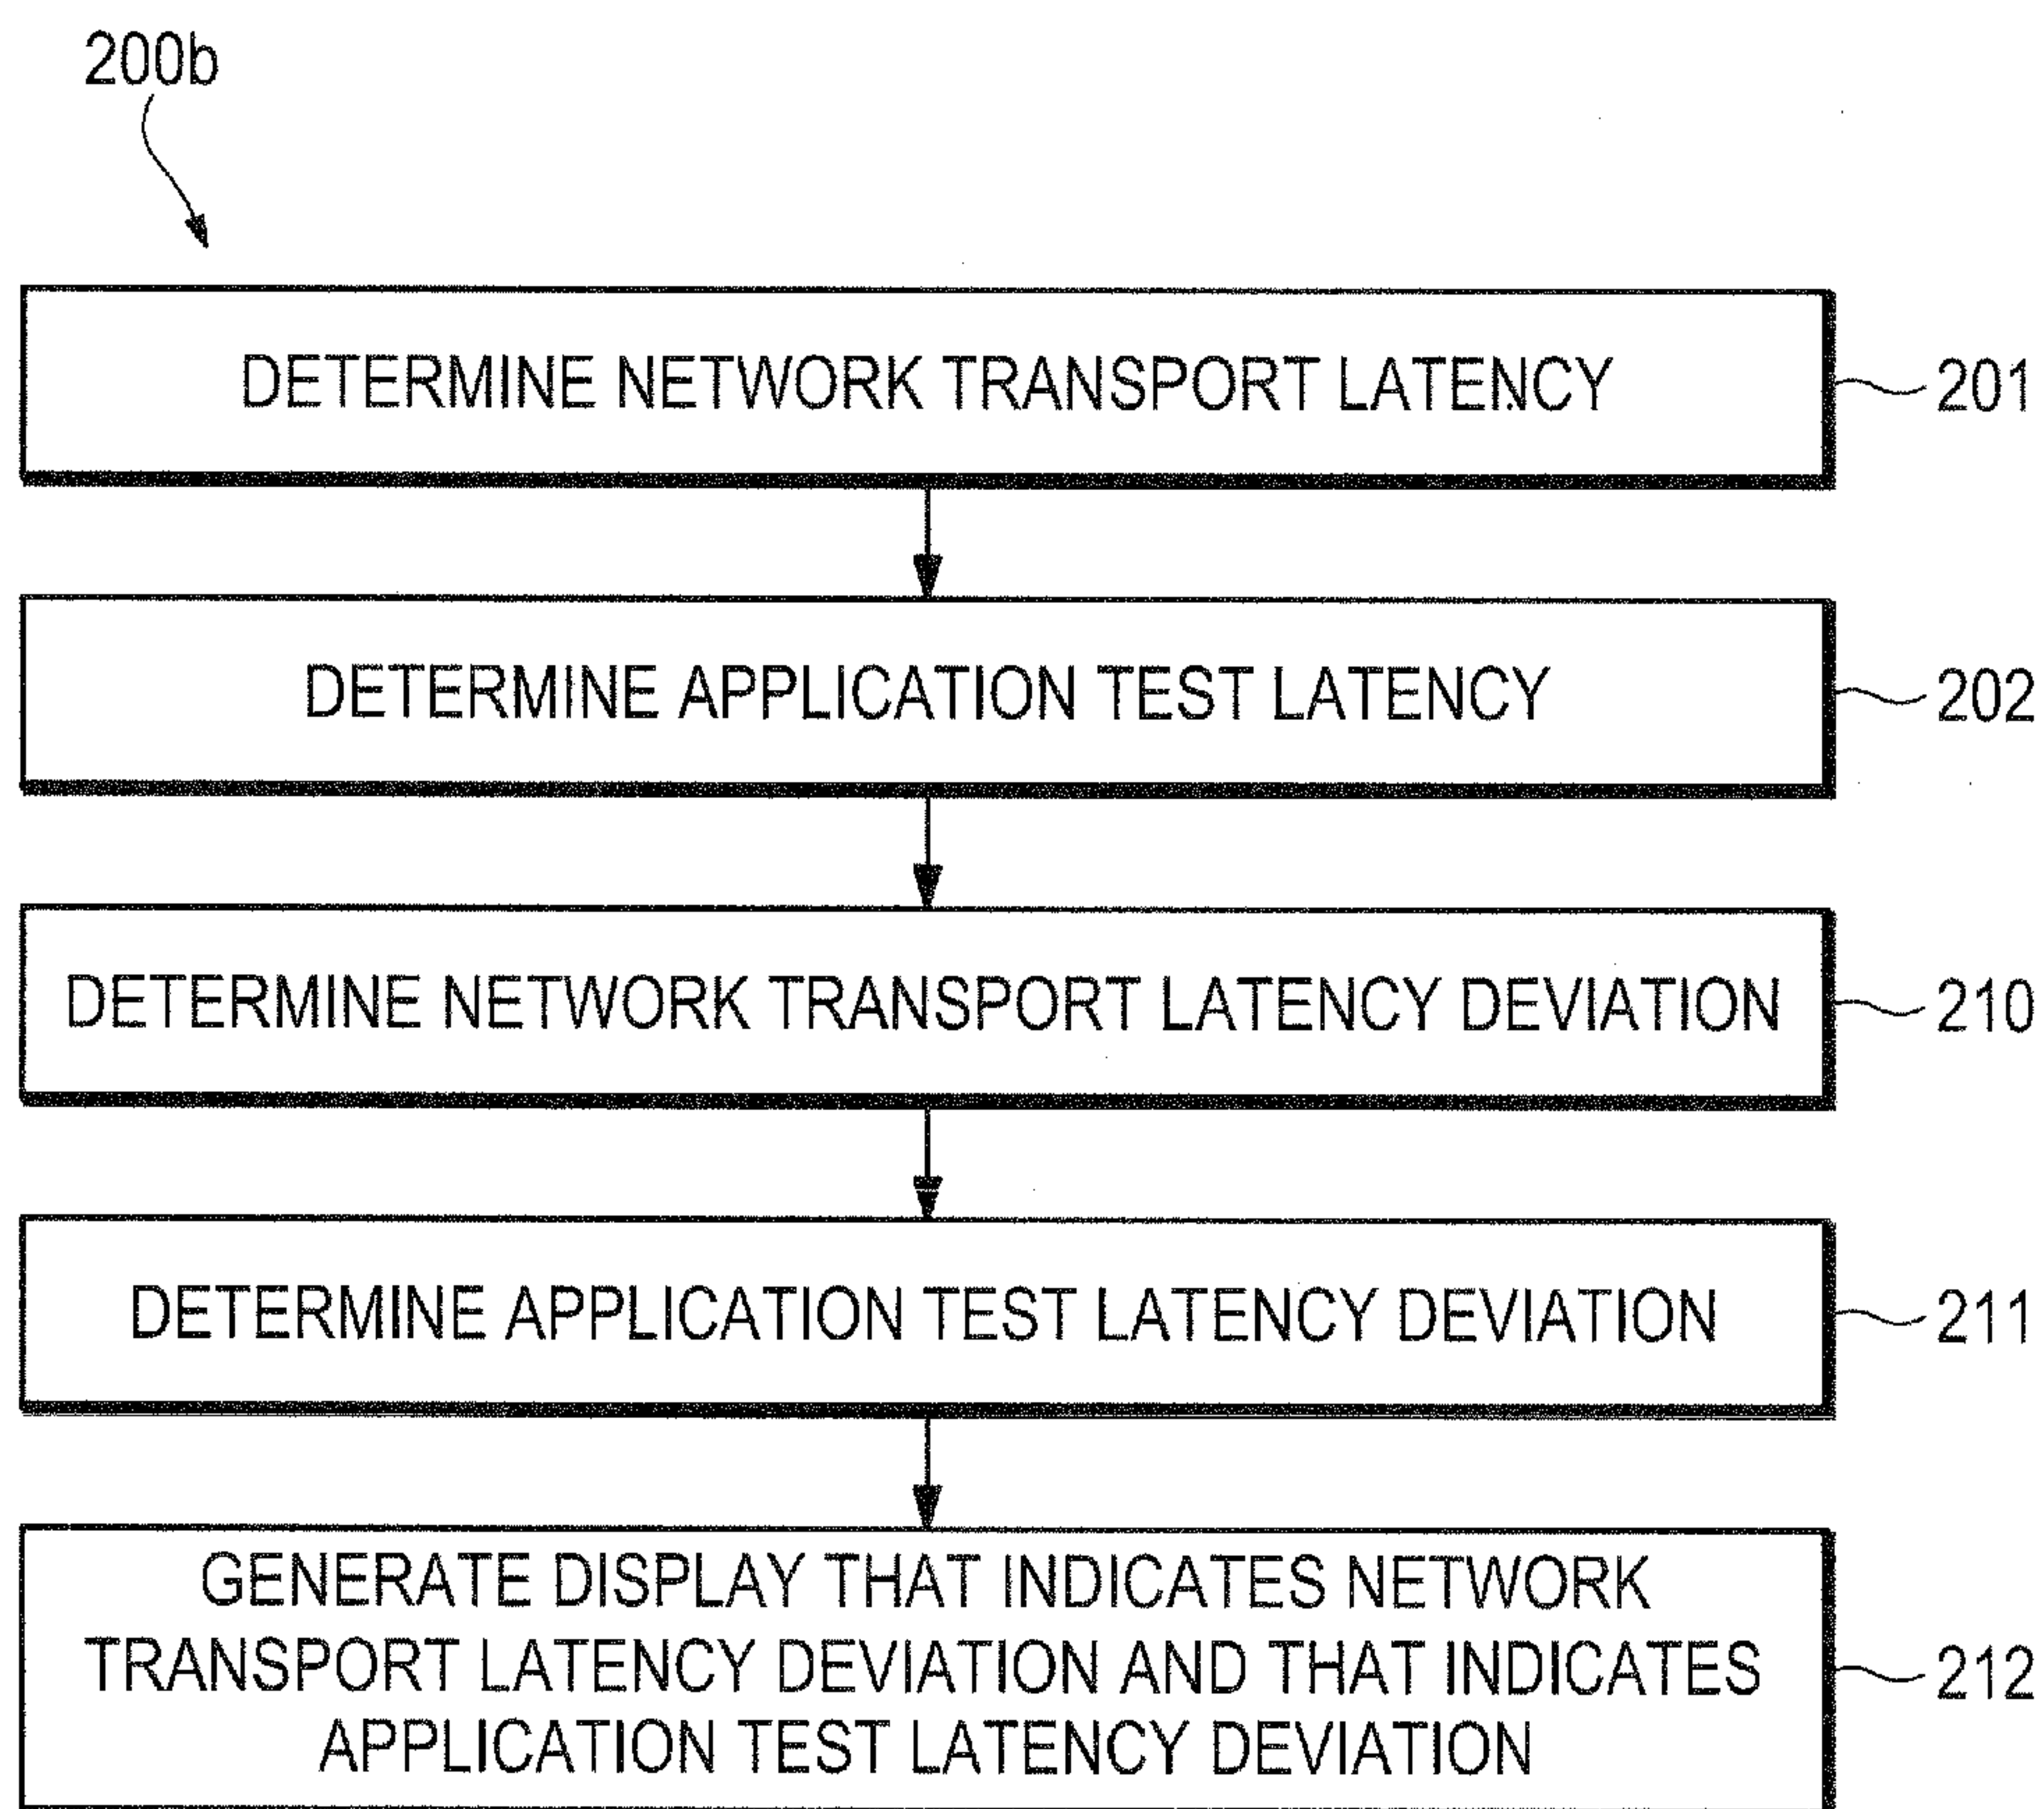 200b
DETERMINE NETWORK TRANSPORT LATENCY
201
DETERMINE APPLICATION TEST LATENCY
202
DETERMINE NETWORK TRANSPORT LATENCY DEVIATION
210
DETERMINE APPLICATION TEST LATENCY DEVIATION
211
GENERATE DISPLAY THAT INDICATES NETWORK
TRANSPORT LATENCY DEVIATION AND THAT INDICATES
APPLICATION TEST LATENCY DEVIATION
212